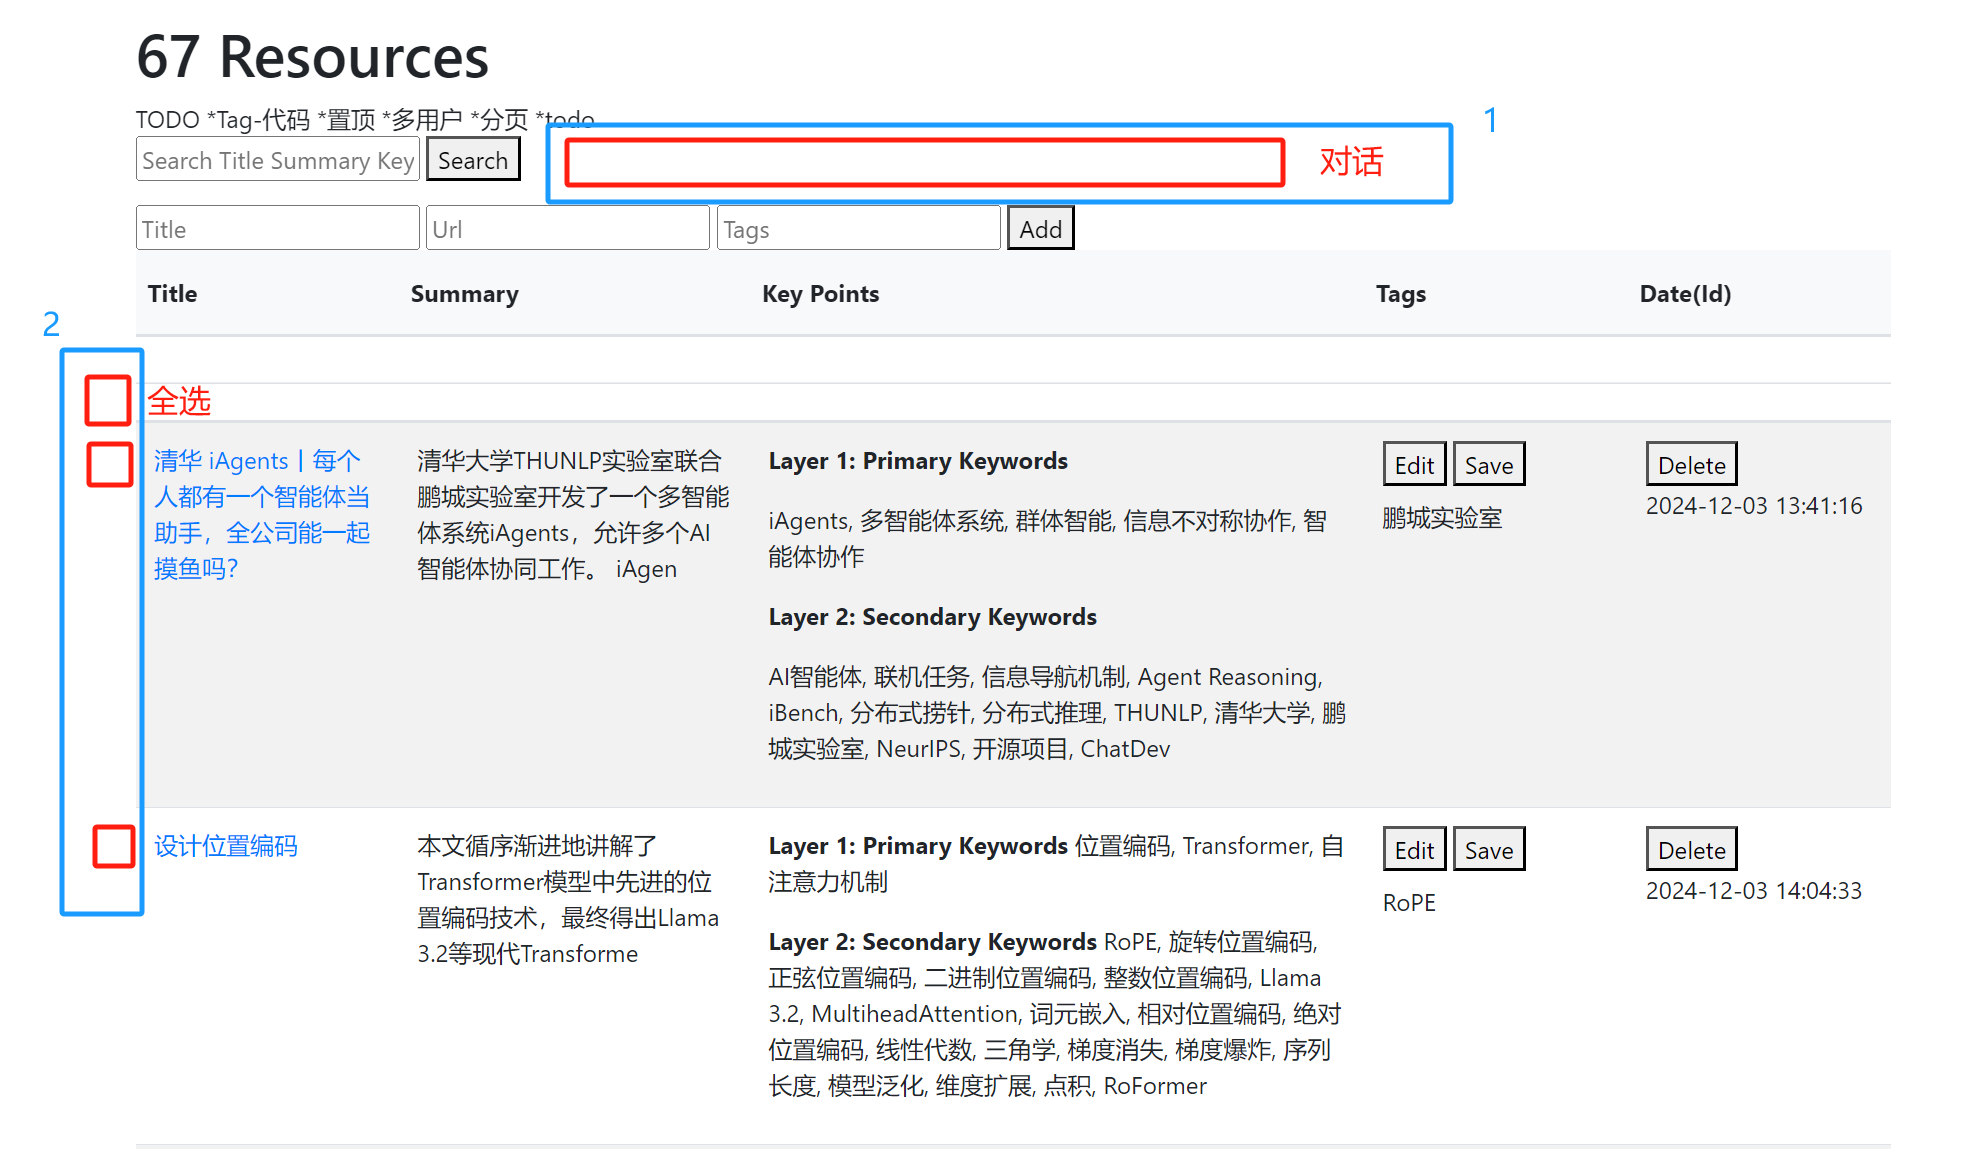 67 Resources
TODO *Tag-代码 *置顶 *多用户 *分页 *todo
1
Search Title Summary Key
Search
对话
Title
Url
Tags
Add
Title
Summary
Key Points
Tags
Date(Id)
2
全选
清华 iAgents丨每个
人都有一个智能体当
助手，全公司能一起
摸鱼吗？
清华大学THUNLP实验室联合
鹏城实验室开发了一个多智能
体系统iAgents，允许多个AI
智能体协同工作。 iAgen
Layer 1: Primary Keywords
iAgents, 多智能体系统, 群体智能, 信息不对称协作, 智
能体协作
Layer 2: Secondary Keywords
AI智能体, 联机任务, 信息导航机制, Agent Reasoning,
iBench, 分布式捞针, 分布式推理, THUNLP, 清华大学, 鹏
城实验室, NeurIPS, 开源项目, ChatDev
Edit
Save
鹏城实验室
Delete
2024-12-03 13:41:16
设计位置编码
本文循序渐进地讲解了
Transformer模型中先进的位
置编码技术，最终得出Llama
3.2等现代Transforme
Layer 1: Primary Keywords 位置编码, Transformer, 自
注意力机制
Layer 2: Secondary Keywords RoPE, 旋转位置编码,
正弦位置编码, 二进制位置编码, 整数位置编码, Llama
3.2, MultiheadAttention, 词元嵌入, 相对位置编码, 绝对
位置编码, 线性代数, 三角学, 梯度消失, 梯度爆炸, 序列
长度, 模型泛化, 维度扩展, 点积, RoFormer
Edit
Save
RoPE
Delete
2024-12-03 14:04:33